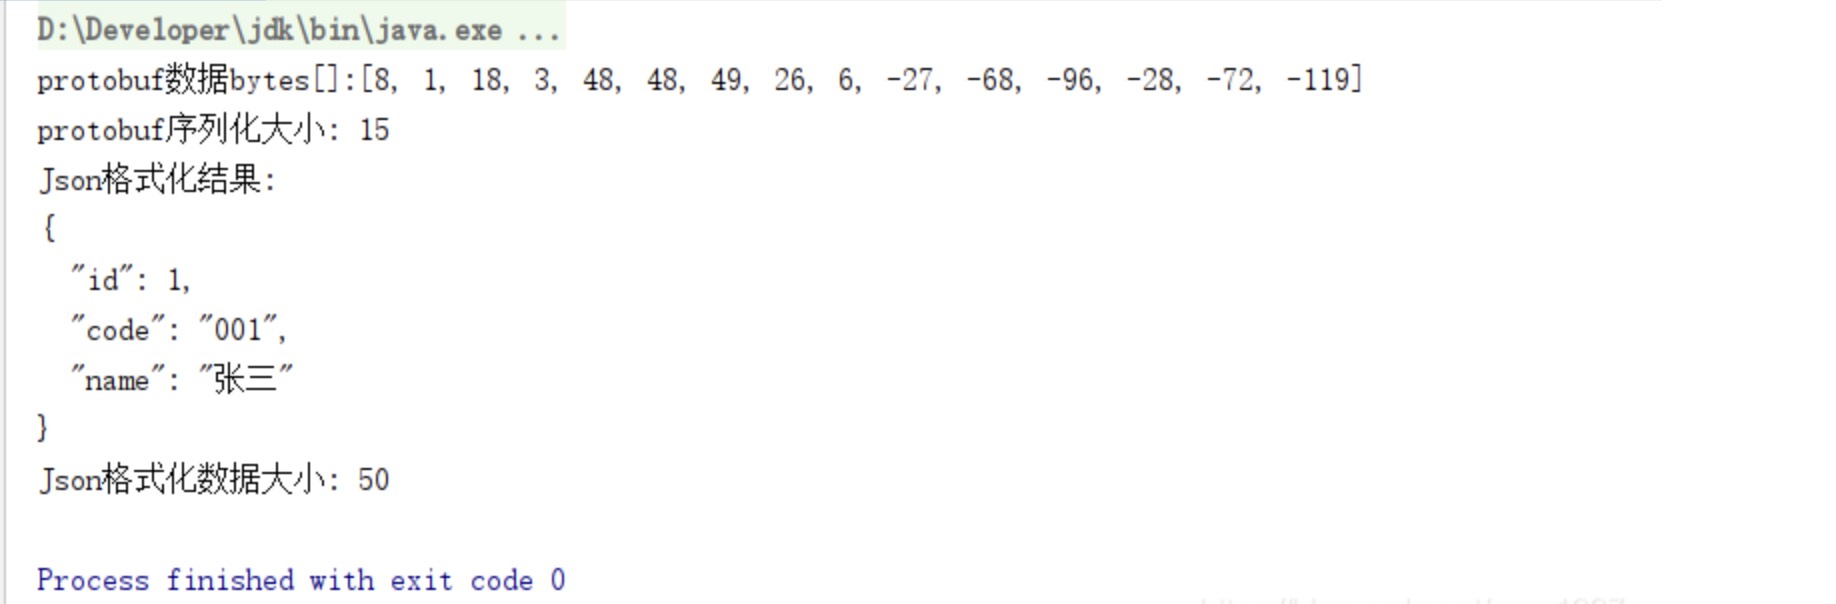 D:\Developer\jdk\bin\java.exe ...
protobuf数据bytes[]:[8, 1, 18, 3, 48, 48, 49, 26, 6, -27, -68, -96, -28, -72, -119]
protobuf序列化大小: 15
Json格式化结果:
{
  "id": 1,
  "code": "001",
  "name": "张三"
}
Json格式化数据大小: 50
Process finished with exit code 0